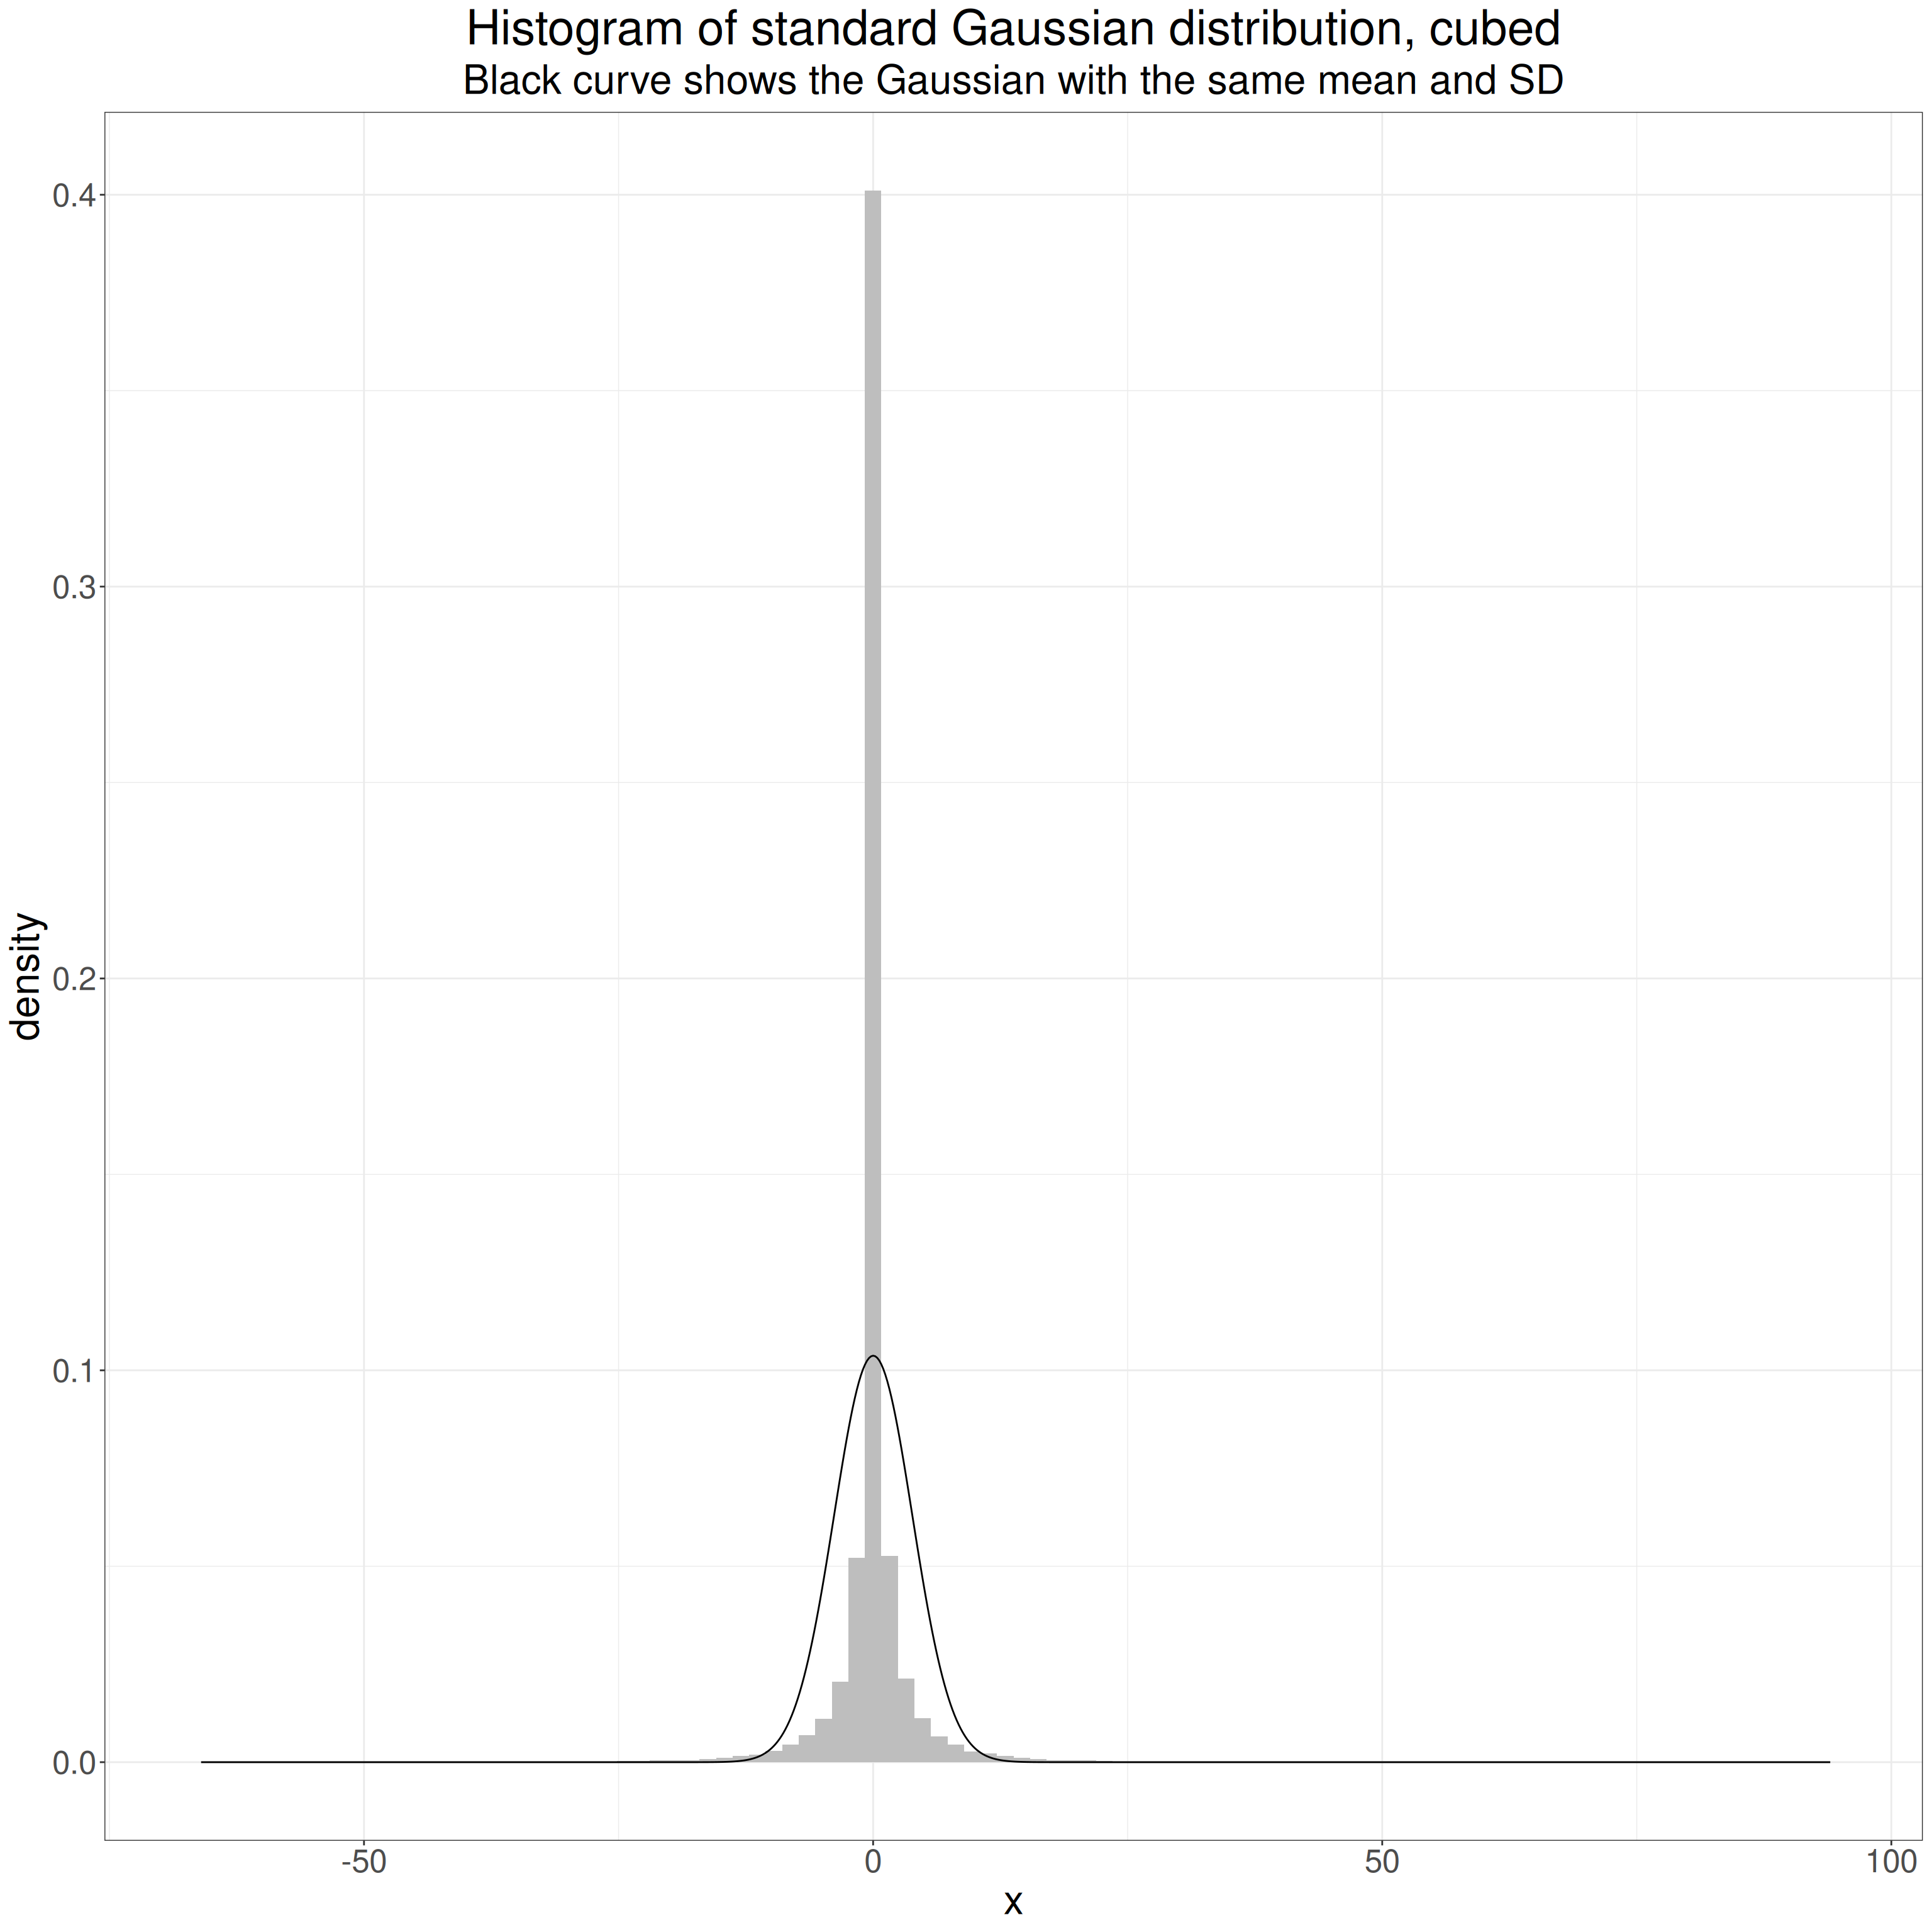 Histogram of standard Gaussian distribution, cubed
Black curve shows the Gaussian with the same mean and SD
density
0.4
0.3
0.2
0.1
0.0
-50
0
50
100
x